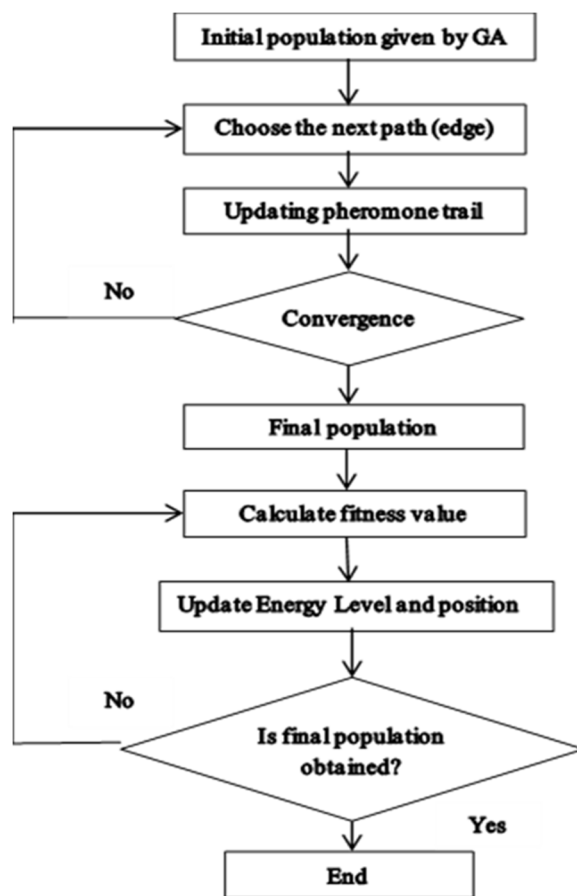 Initial population given by GA
Choose the next path (edge)
Updating pheromone trail
No
Convergence
Final population
Calculate fitness value
Update Energy Level and position
No
Is final population
obtained?
Yes
End